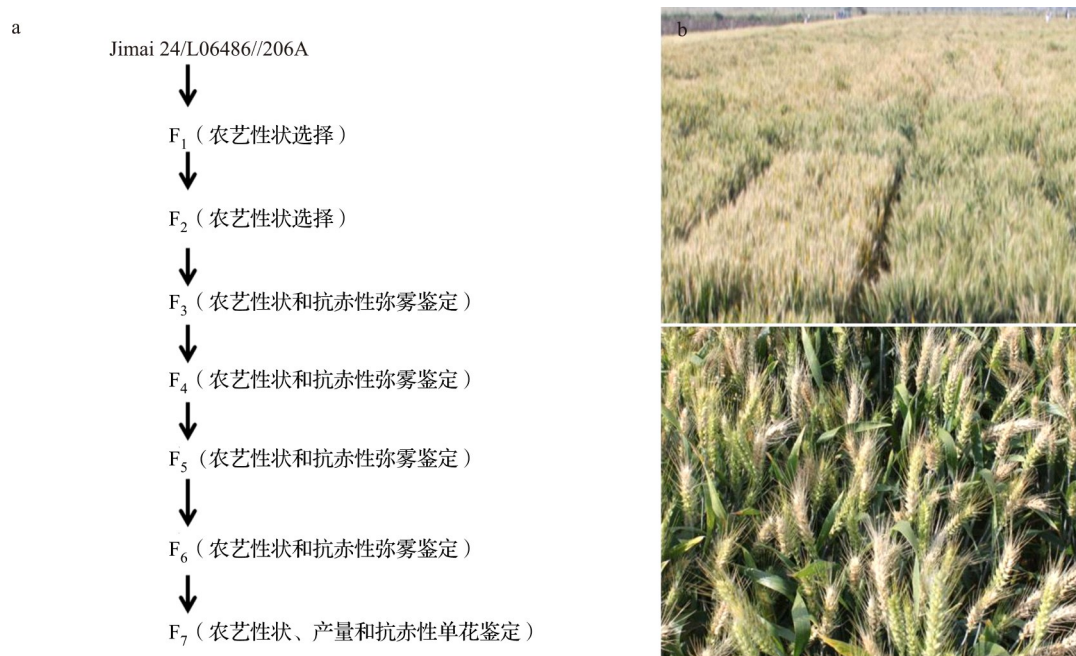 a
Jimai 24/L06486//206A
F1（农艺性状选择）
F2（农艺性状选择）
F3（农艺性状和抗赤性弥雾鉴定）
F4（农艺性状和抗赤性弥雾鉴定）
F5（农艺性状和抗赤性弥雾鉴定）
F6（农艺性状和抗赤性弥雾鉴定）
F7（农艺性状、产量和抗赤性单花鉴定）
b